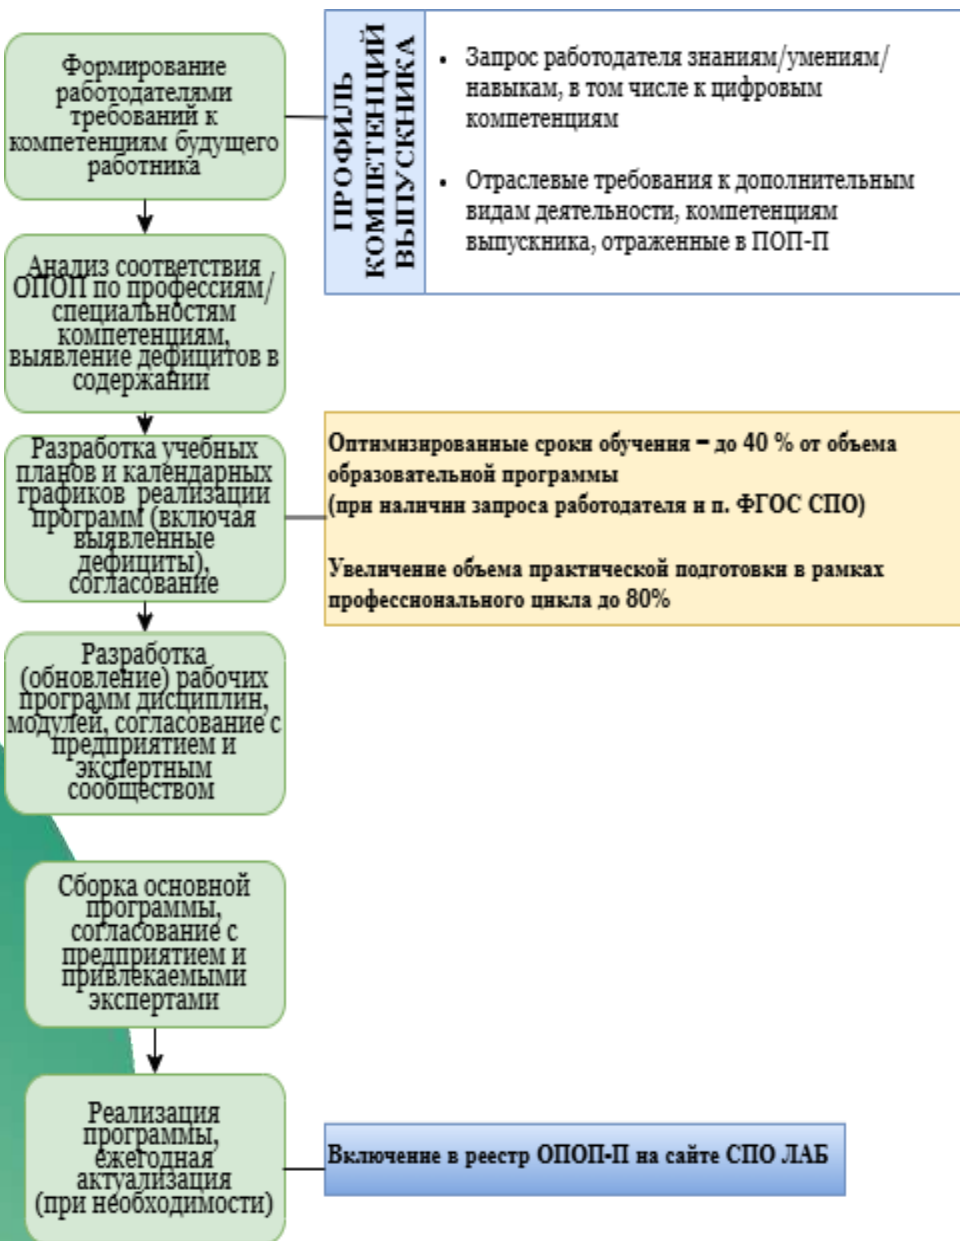 Формирование
работодателями
требований к
компетенциям будущего
работника
ПРОФИЛЬ
КОМПЕТЕНЦИЙ
ВЫПУСКНИКА
• Запрос работодателя знаниям/умениям/
навыкам, в том числе к цифровым
компетенциям
• Отраслевые требования к дополнительным
видам деятельности, компетенциям
выпускника, отраженные в ПОП-П
Анализ соответствия
ОПОП по профессиям/
специальностям
компетенциям,
выявление дефицитов в
содержании
Разработка учебных
планов и календарных
графиков реализации
программ (включая
выявленные
дефициты),
согласование
Оптимизированные сроки обучения – до 40 % от объема
образовательной программы
(при наличии запроса работодателя и п. ФГОС СПО)
Увеличение объема практической подготовки в рамках
профессионального цикла до 80%
Разработка
(обновление) рабочих
программ дисциплин,
модулей, согласование с
предприятием и
экспертным
сообществом
Сборка основной
программы,
согласование с
предприятием и
привлекаемыми
экспертами
Реализация
программы,
ежегодная
актуализация
(при необходимости)
Включение в реестр ОПОП-П на сайте СПО ЛАБ